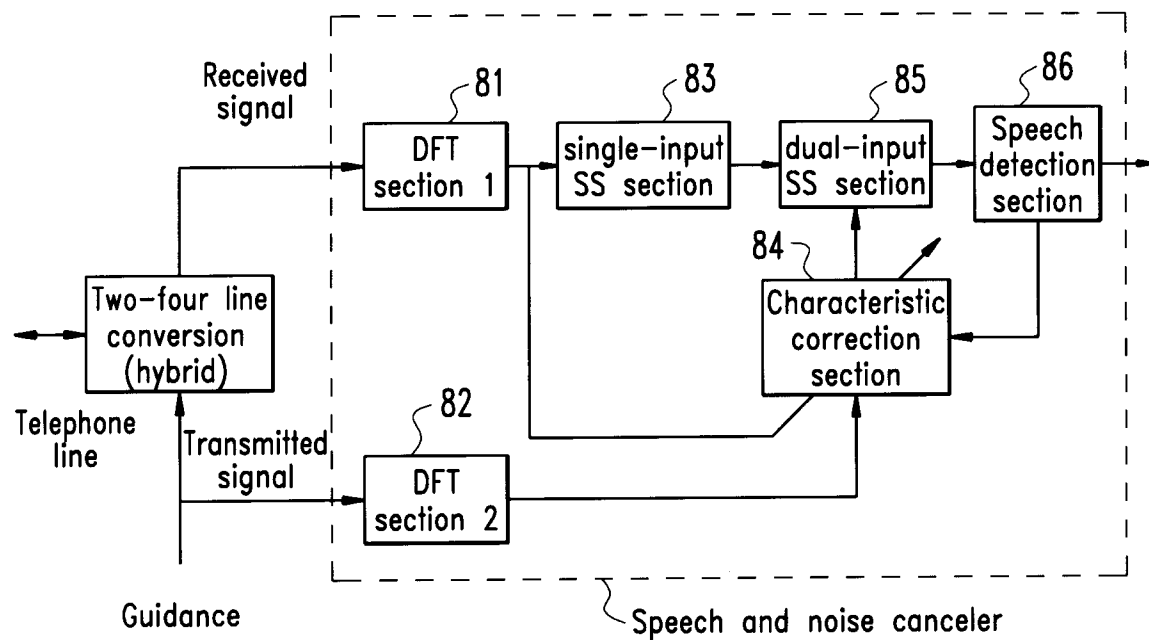 Received
signal
81
DFT
section 1
83
single-input
SS section
85
dual-input
SS section
86
Speech
detection
section
84
Characteristic
correction
section
Two-four line
conversion
(hybrid)
Telephone
line
Transmitted
signal
82
DFT
section 2
Guidance
Speech and noise canceler